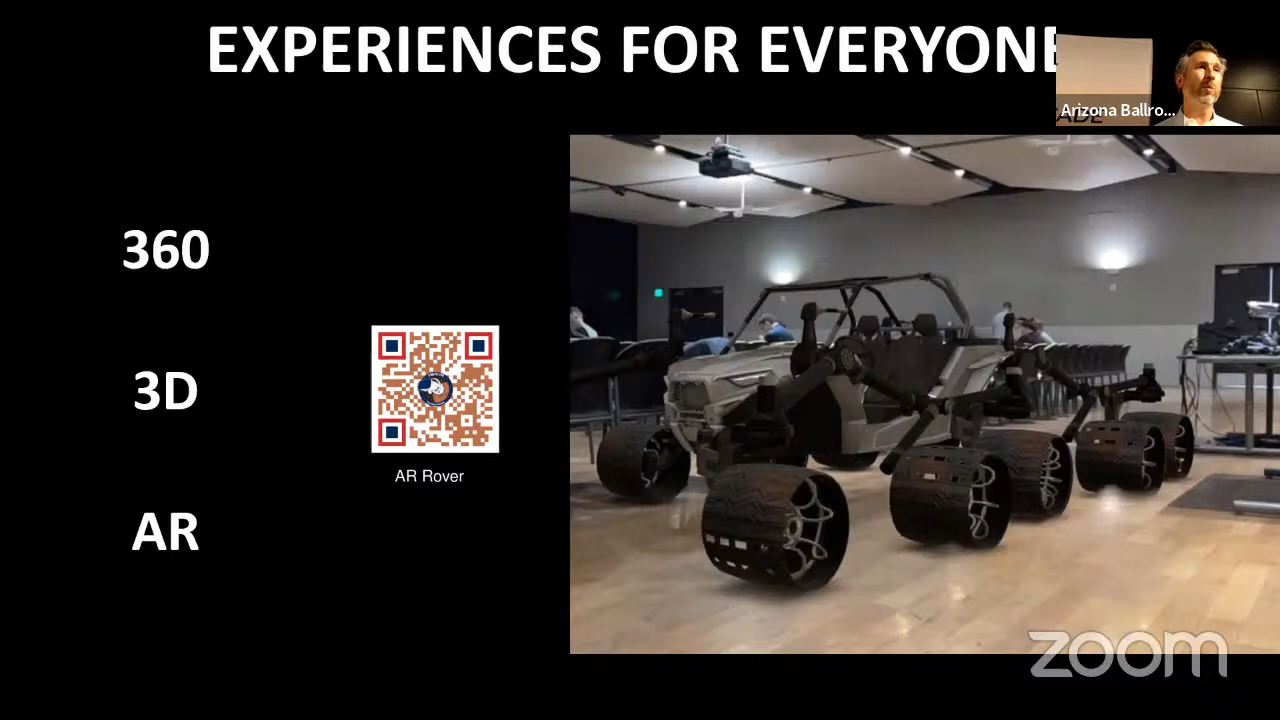 EXPERIENCES FOR EVERYONE
Arizona Ballro...
360
3D
AR Rover
AR
zoom